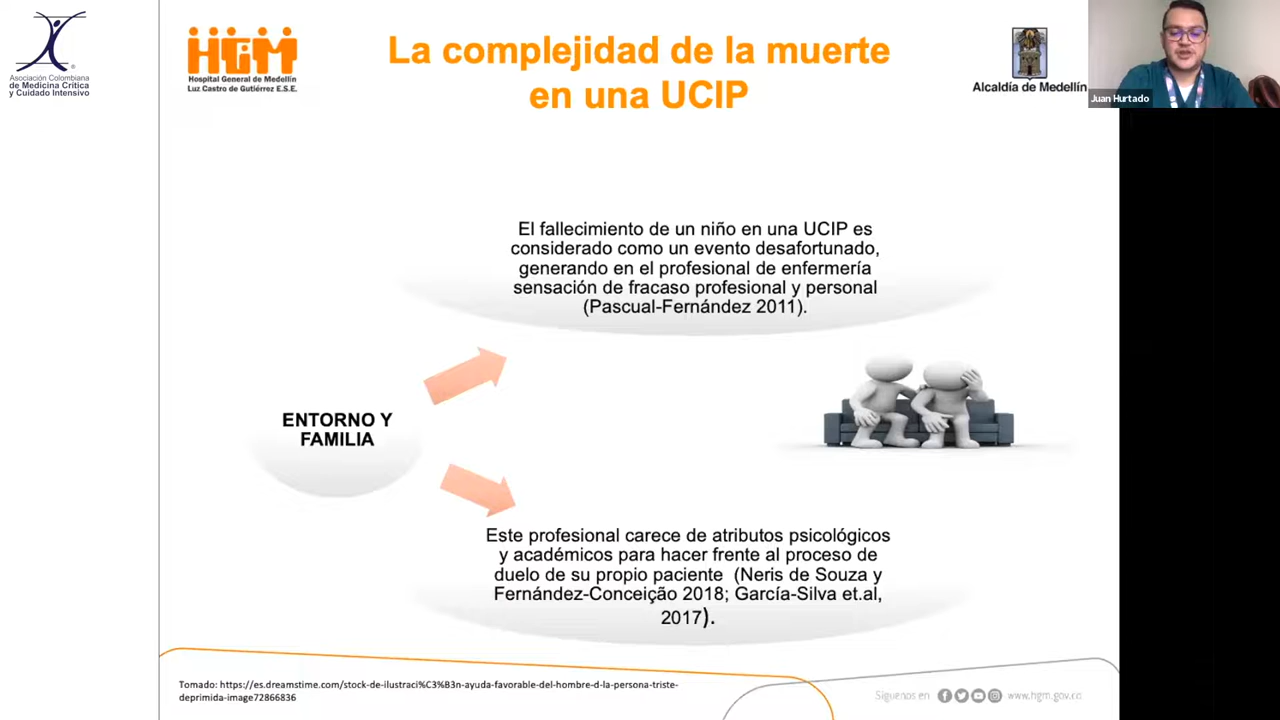 Asociación Colombiana
de Medicina Crítica
y Cuidado Intensivo
HGM
Hospital General de Medellín
Luz Castro de Gutiérrez E.S.E.
La complejidad de la muerte
en una UCIP
Alcaldía de Medellín
Juan Hurtado
El fallecimiento de un niño en una UCIP es
considerado como un evento desafortunado,
generando en el profesional de enfermería
sensación de fracaso profesional y personal
(Pascual-Fernández 2011).
ENTORNO Y
FAMILIA
Este profesional carece de atributos psicológicos
y académicos para hacer frente al proceso de
duelo de su propio paciente (Neris de Souza y
Fernández-Conceição 2018; García-Silva et.al,
2017).
Tomado: https://es.dreamstime.com/stock-de-ilustraci%C3%B3n-ayuda-favorable-del-hombre-d-la-persona-triste-
deprimida-image72866836
Síguenos en
www.hgm.gov.co